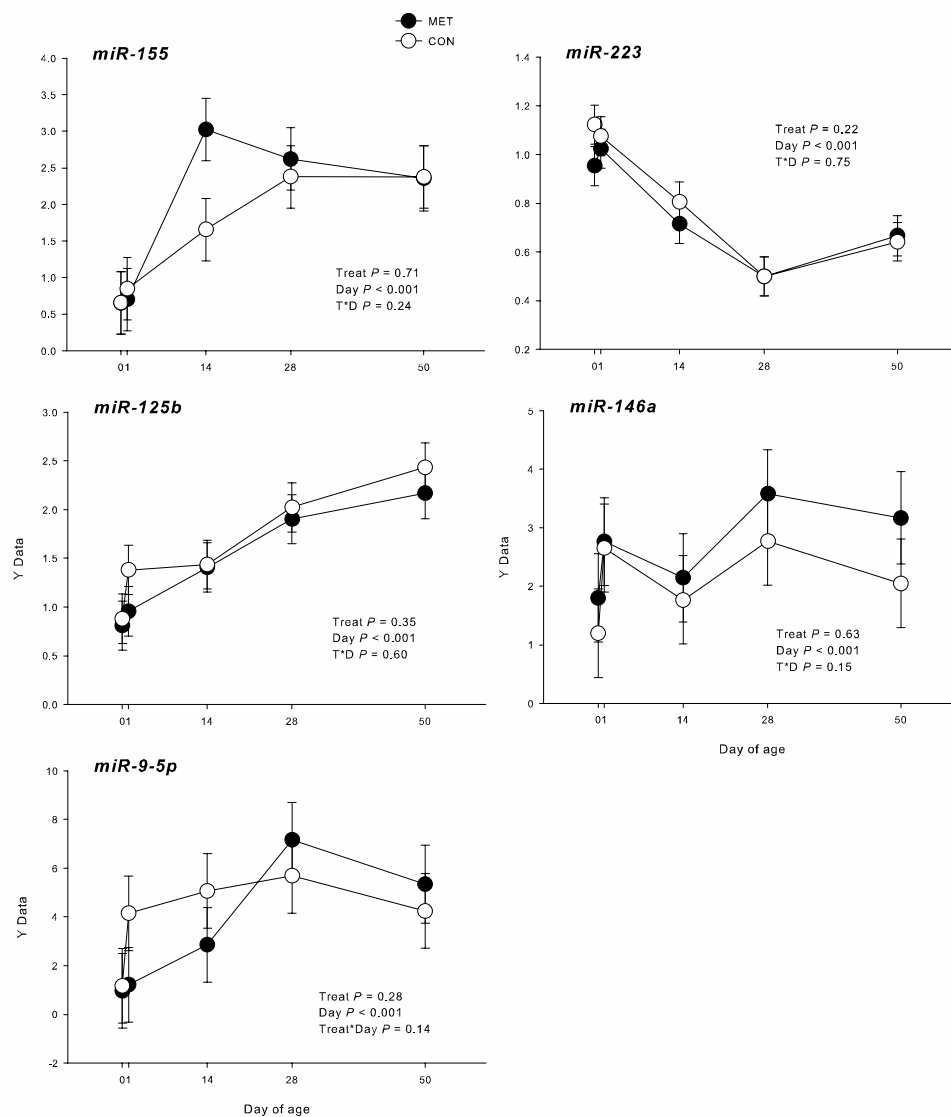 MET
CON
miR-155
4.0
3.5
3.0
2.5
2.0
1.5
1.0
0.5
0.0
Treat P = 0.71
Day P < 0.001
T*D P = 0.24
01 14 28 50
miR-223
1.4
1.2
1.0
0.8
0.6
0.4
0.2
Treat P = 0.22
Day P < 0.001
T*D P = 0.75
01 14 28 50
miR-125b
Y Data
3.0
2.5
2.0
1.5
1.0
0.5
0.0
Treat P = 0.35
Day P < 0.001
T*D P = 0.60
01 14 28 50
miR-146a
Y Data
5
4
3
2
1
0
Treat P = 0.63
Day P < 0.001
T*D P = 0.15
01 14 28 50
Day of age
miR-9-5p
Y Data
10
8
6
4
2
0
-2
Treat P = 0.28
Day P < 0.001
Treat*Day P = 0.14
01 14 28 50
Day of age